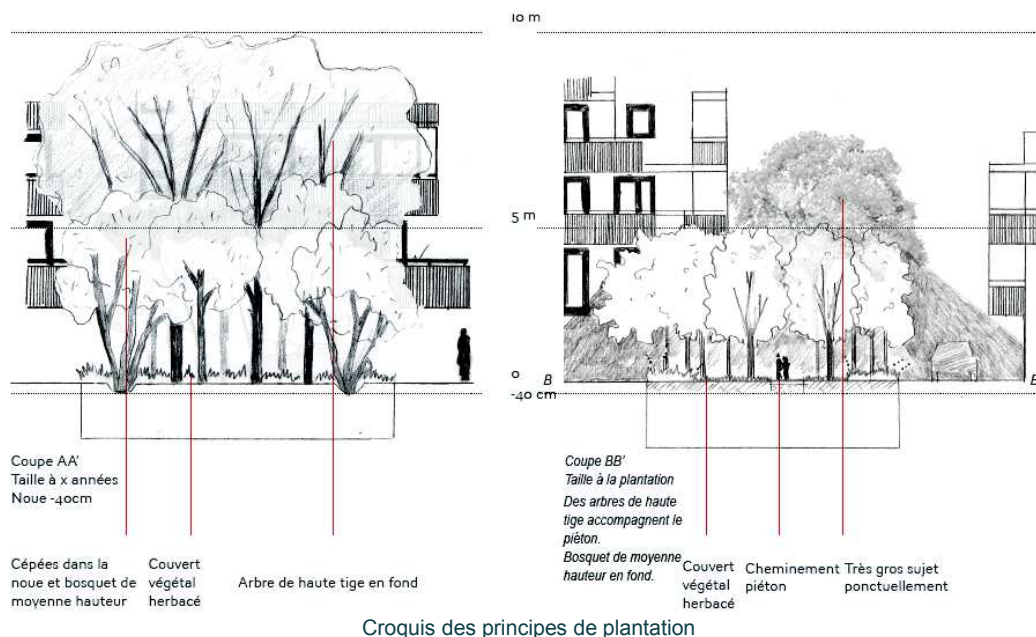 10 m
5 m
0
B
B
-40 cm
Coupe AA'
Taille à x années
Noue -40cm
Cépées dans la
noue et bosquet de
moyenne hauteur
Couvert
végétal
herbacé
Arbre de haute tige en fond
Coupe BB'
Taille à la plantation
Des arbres de haute
tige accompagnent le
piéton.
Bosquet de moyenne
hauteur en fond.
Couvert
végétal
herbacé
Cheminement
piéton
Très gros sujet
ponctuellement
Croquis des principes de plantation